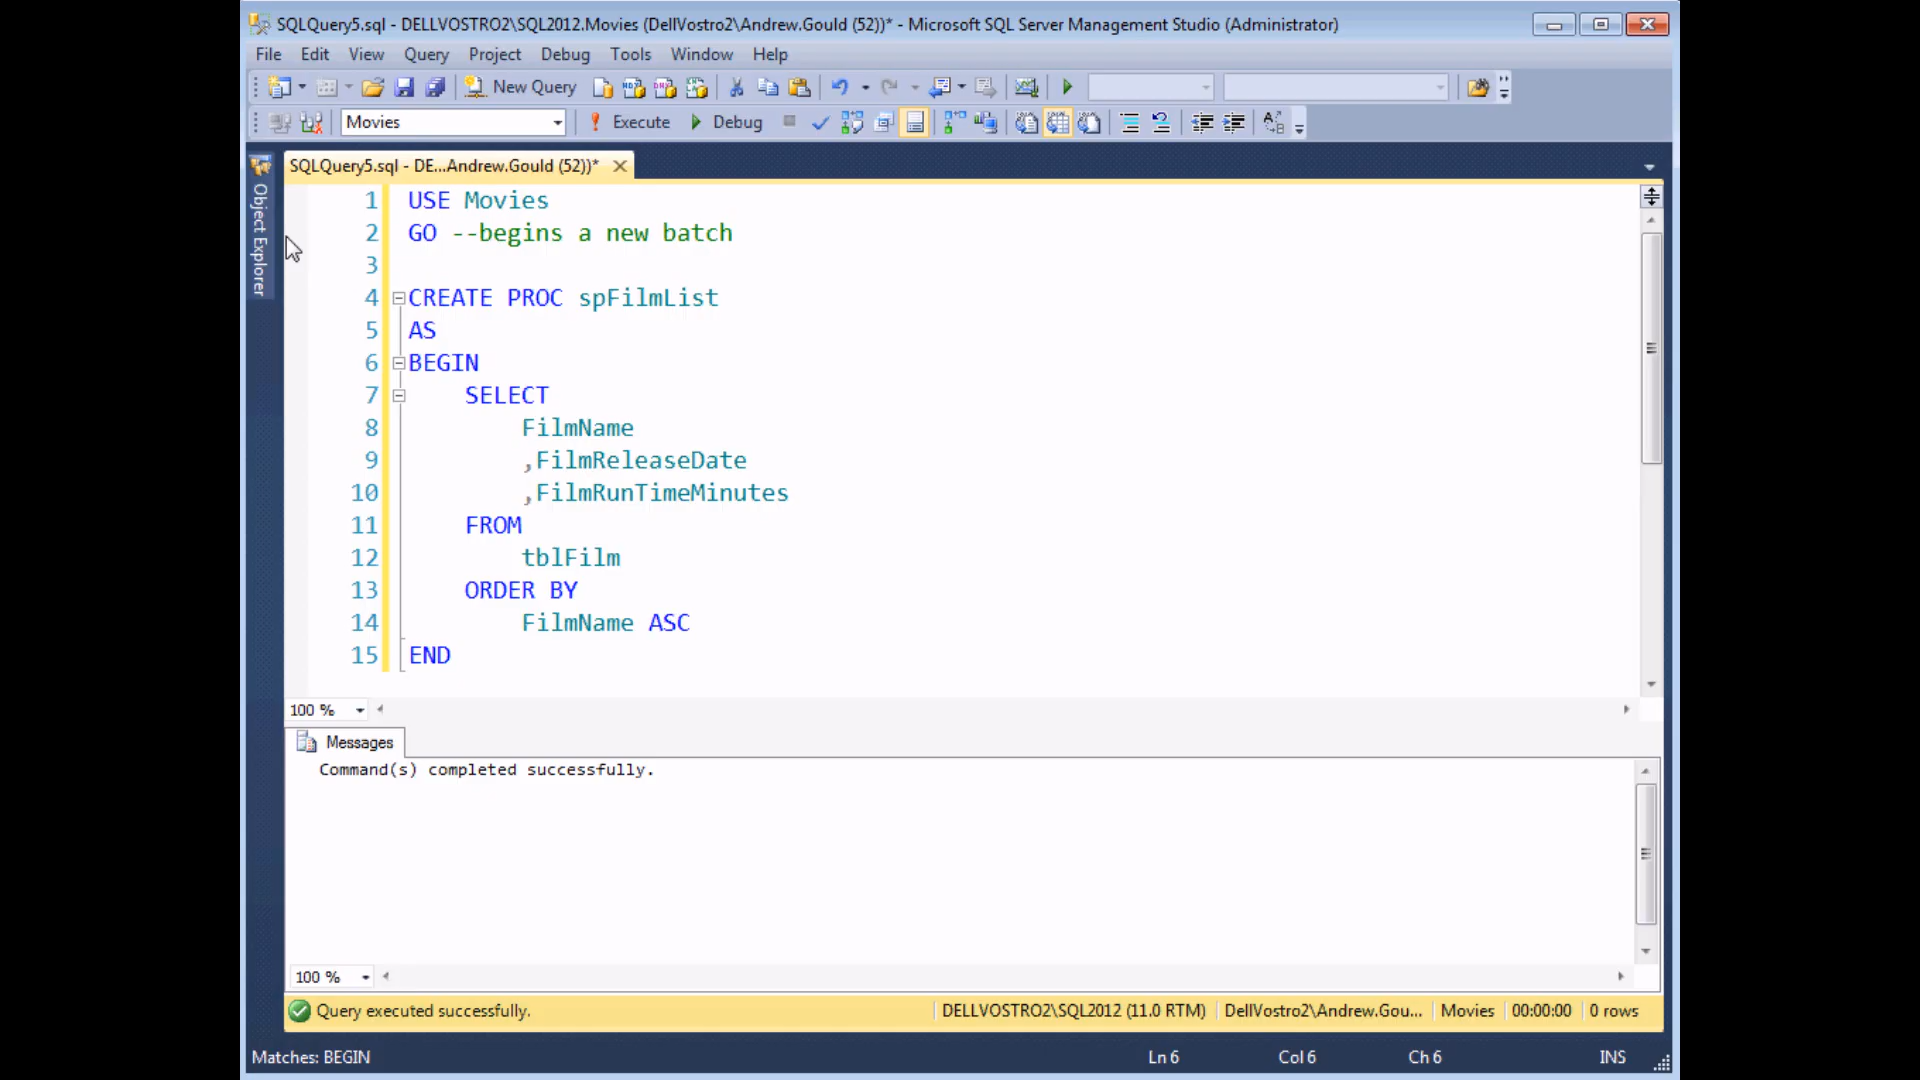 SQLQuery5.sql - DELLVOSTRO2\SQL2012.Movies (DellVostro2\Andrew.Gould (52))* - Microsoft SQL Server Management Studio (Administrator)
File Edit View Query Project Debug Tools Window Help
New Query
Movies Execute Debug
SQLQuery5.sql - DE...Andrew.Gould (52))*
Object Explorer
1 USE Movies
2 GO --begins a new batch
3
4 CREATE PROC spFilmList
5 AS
6 BEGIN
7 SELECT
8 FilmName
9 ,FilmReleaseDate
10 ,FilmRunTimeMinutes
11 FROM
12 tblFilm
13 ORDER BY
14 FilmName ASC
15 END
100 %
Messages
Command(s) completed successfully.
100 %
Query executed successfully. DELLVOSTRO2\SQL2012 (11.0 RTM) DellVostro2\Andrew.Gou... Movies 00:00:00 0 rows
Matches: BEGIN Ln 6 Col 6 Ch 6 INS